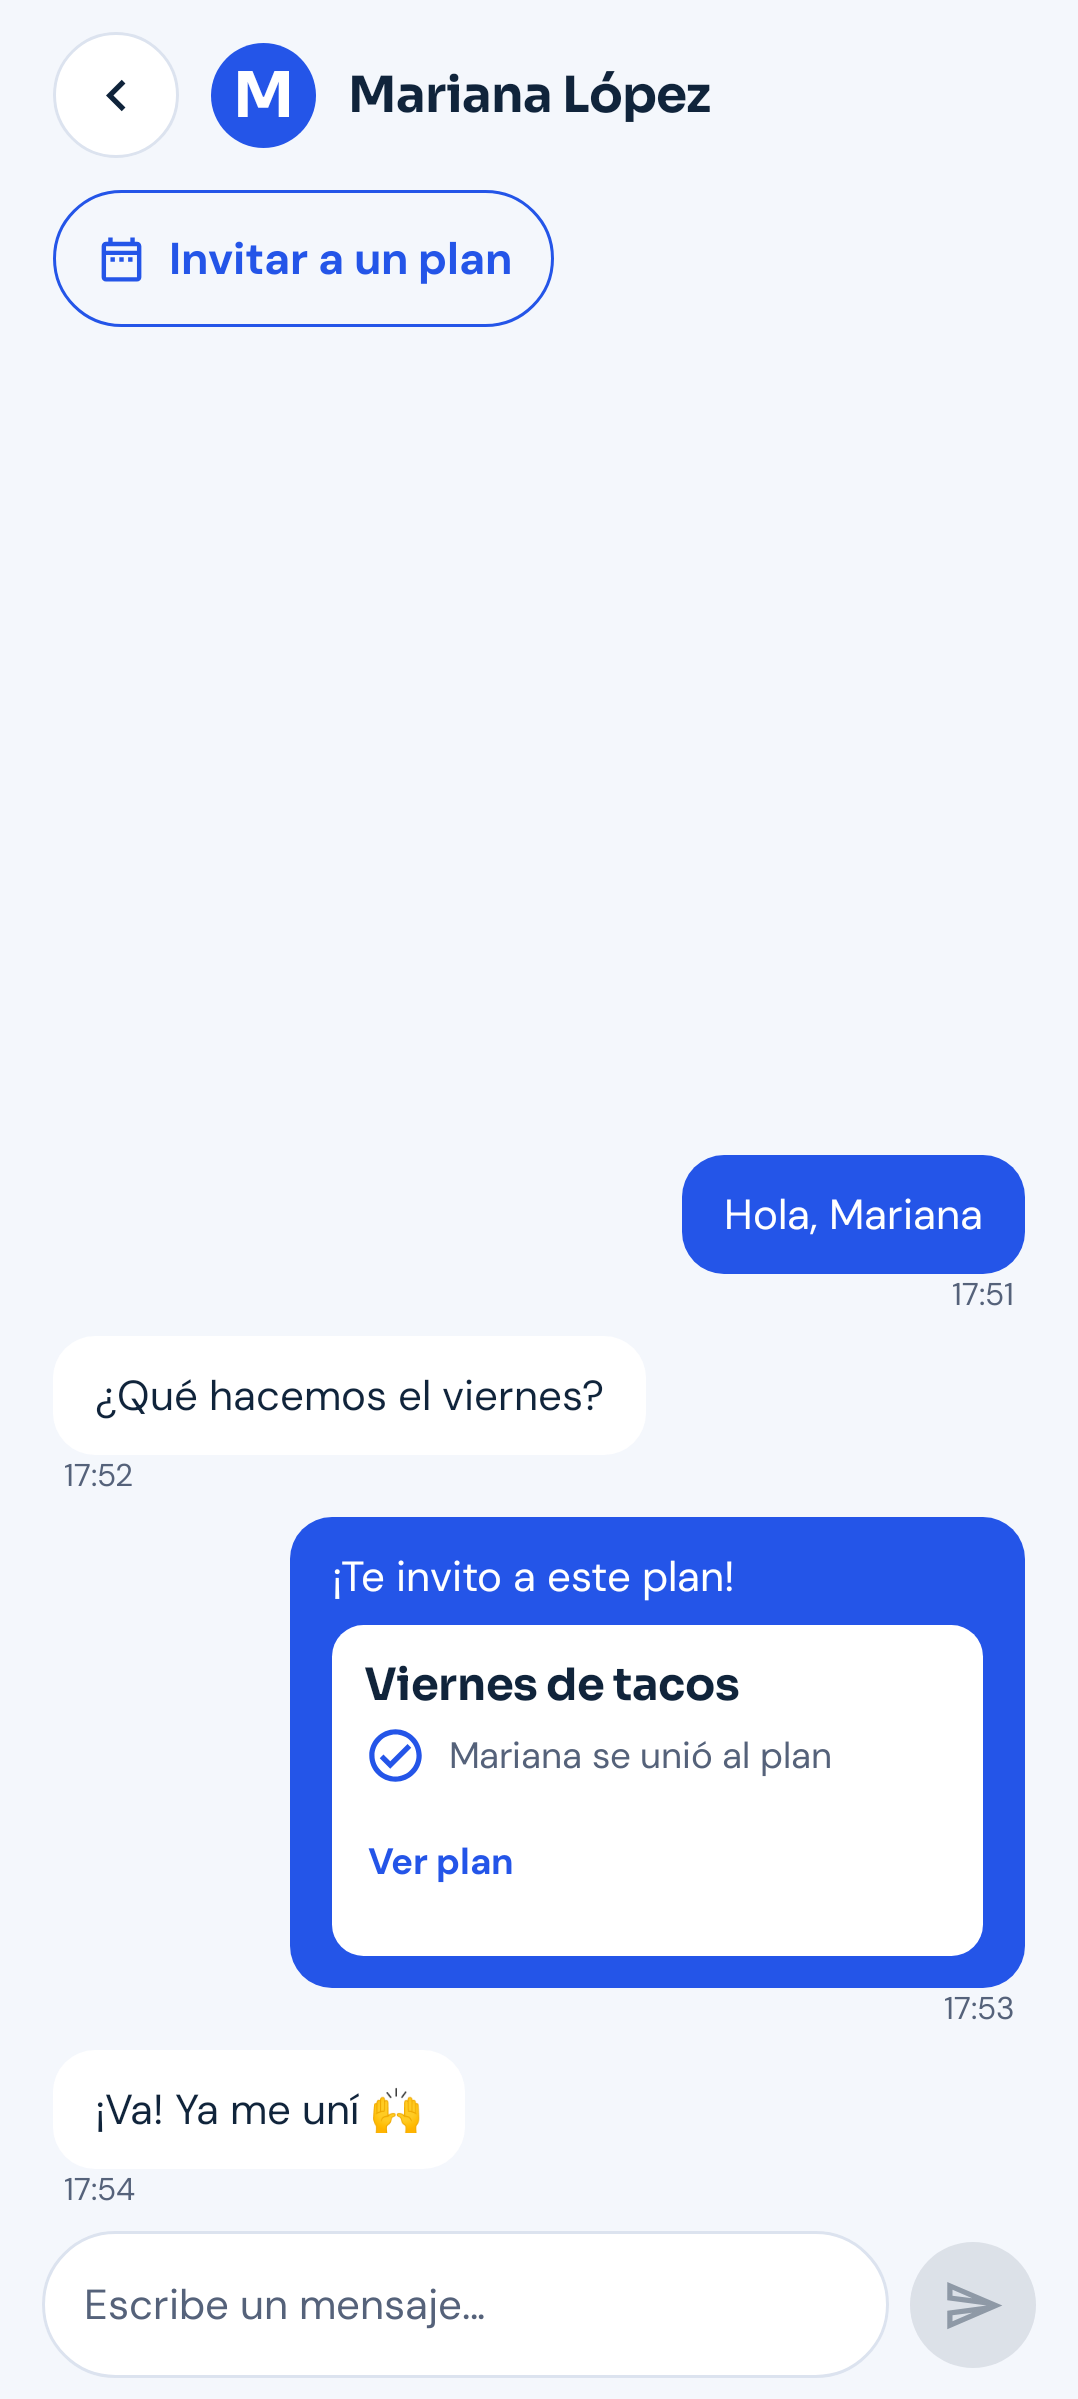 M
Mariana López
Invitar a un plan
Hola, Mariana
17:51
¿Qué hacemos el viernes?
17:52
¡Te invito a este plan!
Viernes de tacos
Mariana se unió al plan
Ver plan
17:53
¡Va! Ya me uní 🙌
17:54
Escribe un mensaje...